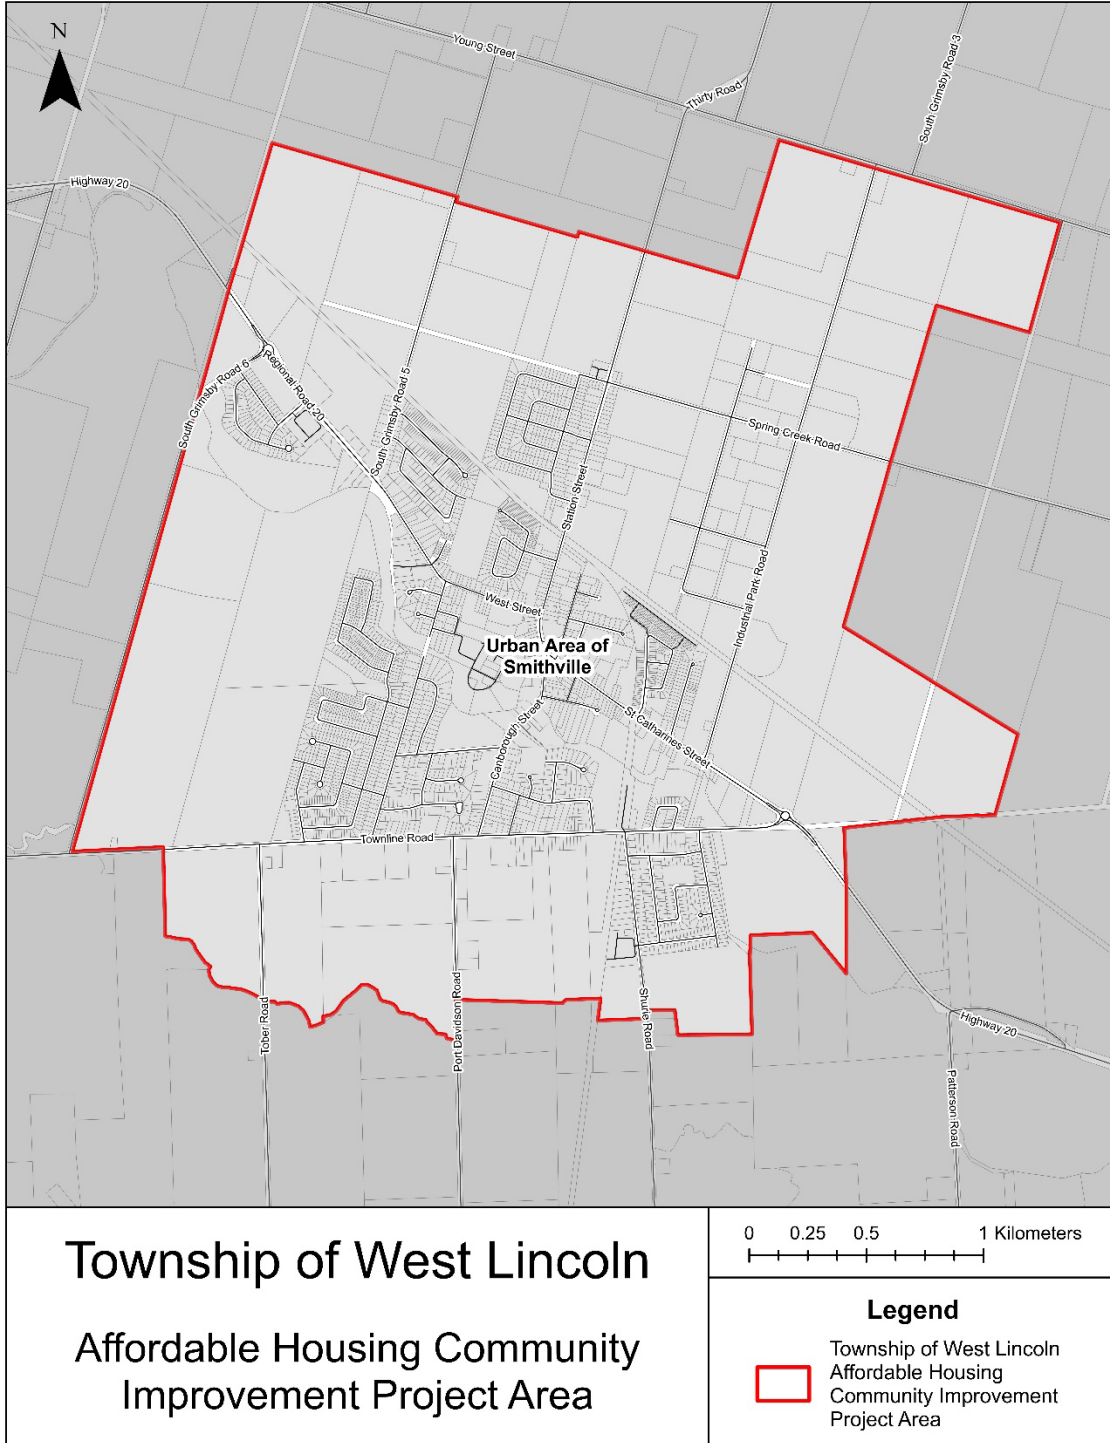 N
Young Street
Thirty Road
South Grimsby Road 3
Highway 20
South Grimsby Road 6
Regional Road 20
South Grimsby Road 5
Station Street
Spring Creek Road
Industrial Park Road
West Street
Urban Area of
Smithville
Canborough Street
St Catharines Street
Townline Road
Tober Road
Port Davidson Road
Shurie Road
Highway 20
Patterson Road
Township of West Lincoln
Affordable Housing Community
Improvement Project Area
0 0.25 0.5 1 Kilometers
Legend
Township of West Lincoln
Affordable Housing
Community Improvement
Project Area